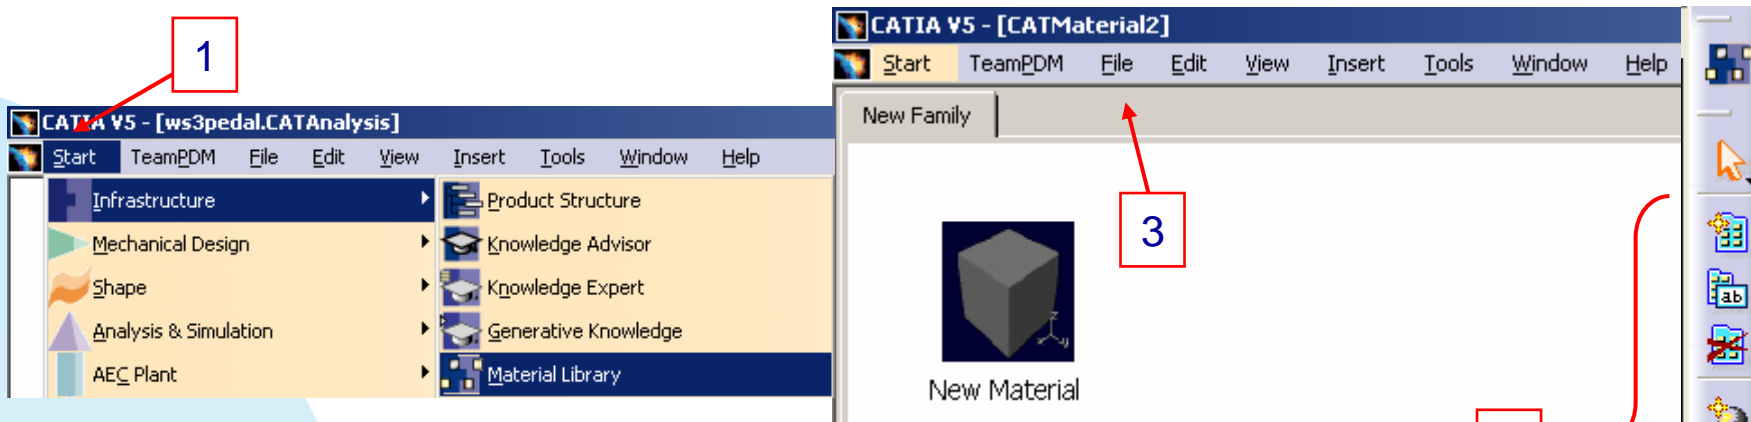 1
CATIA V5 - [ws3pedal.CATAnalysis]
Start TeamPDM File Edit View Insert Tools Window Help
Infrastructure
Mechanical Design
Shape
Analysis & Simulation
AEC Plant
Product Structure
Knowledge Advisor
Knowledge Expert
Generative Knowledge
Material Library
CATIA V5 - [CATMaterial2]
Start TeamPDM File Edit View Insert Tools Window Help
New Family
3
New Material
ab